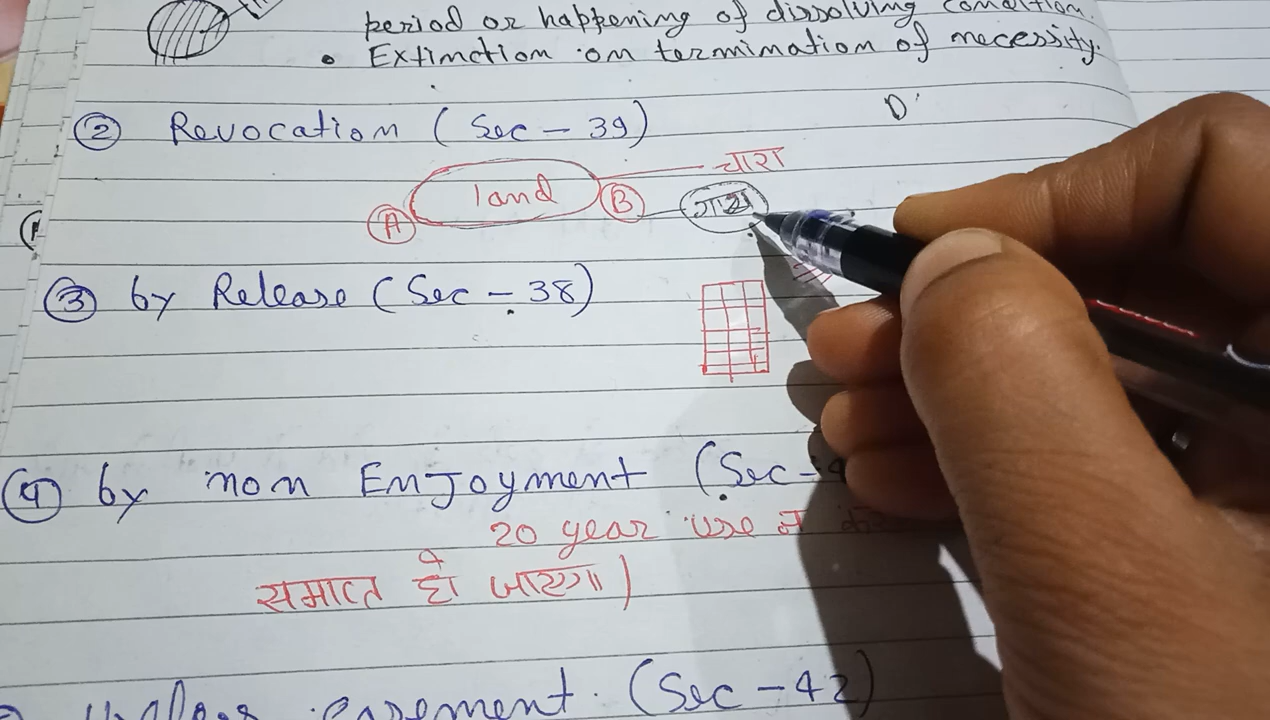 period or happening of dissolving condition.
• Extinction on termination of necessity.
D'
② Revocation (Sec - 39)
चारा
A land B
③ by Release (Sec - 38)
④ by non Enjoyment (Sec -
20 year use न
समाप्त हो जाएगा)
easement. (Sec - 42)